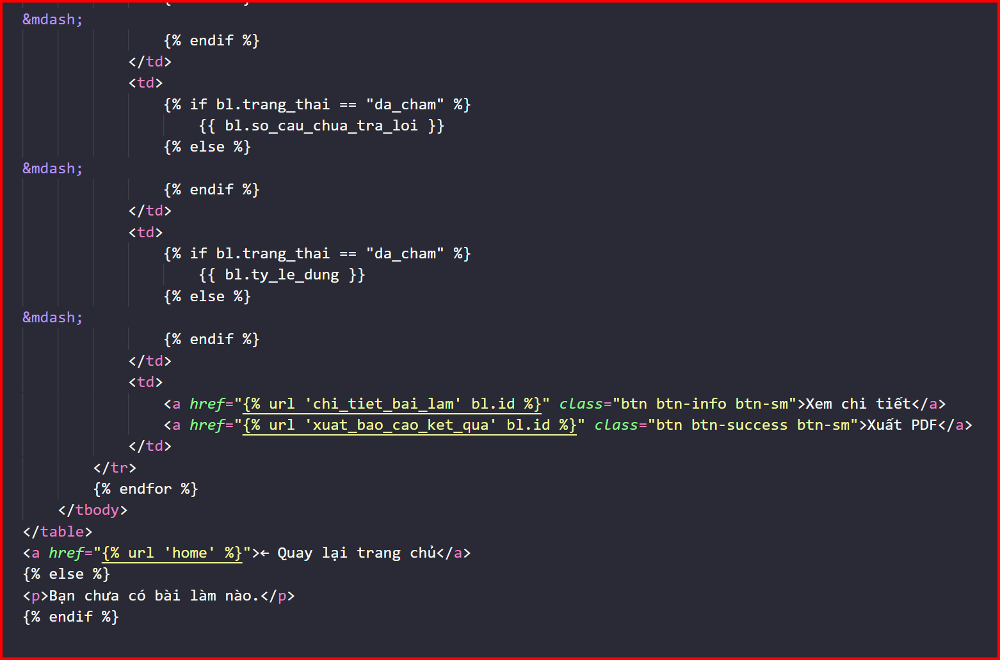 &mdash;
{% endif %}
</td>
<td>
{% if bl.trang_thai == "da_cham" %}
{{ bl.so_cau_chua_tra_loi }}
{% else %}
&mdash;
{% endif %}
</td>
<td>
{% if bl.trang_thai == "da_cham" %}
{{ bl.ty_le_dung }}
{% else %}
&mdash;
{% endif %}
</td>
<td>
<a href="{% url 'chi_tiet_bai_lam' bl.id %}" class="btn btn-info btn-sm">Xem chi tiết</a>
<a href="{% url 'xuat_bao_cao_ket_qua' bl.id %}" class="btn btn-success btn-sm">Xuất PDF</a>
</td>
</tr>
{% endfor %}
</tbody>
</table>
<a href="{% url 'home' %}">← Quay lại trang chủ</a>
{% else %}
<p>Bạn chưa có bài làm nào.</p>
{% endif %}